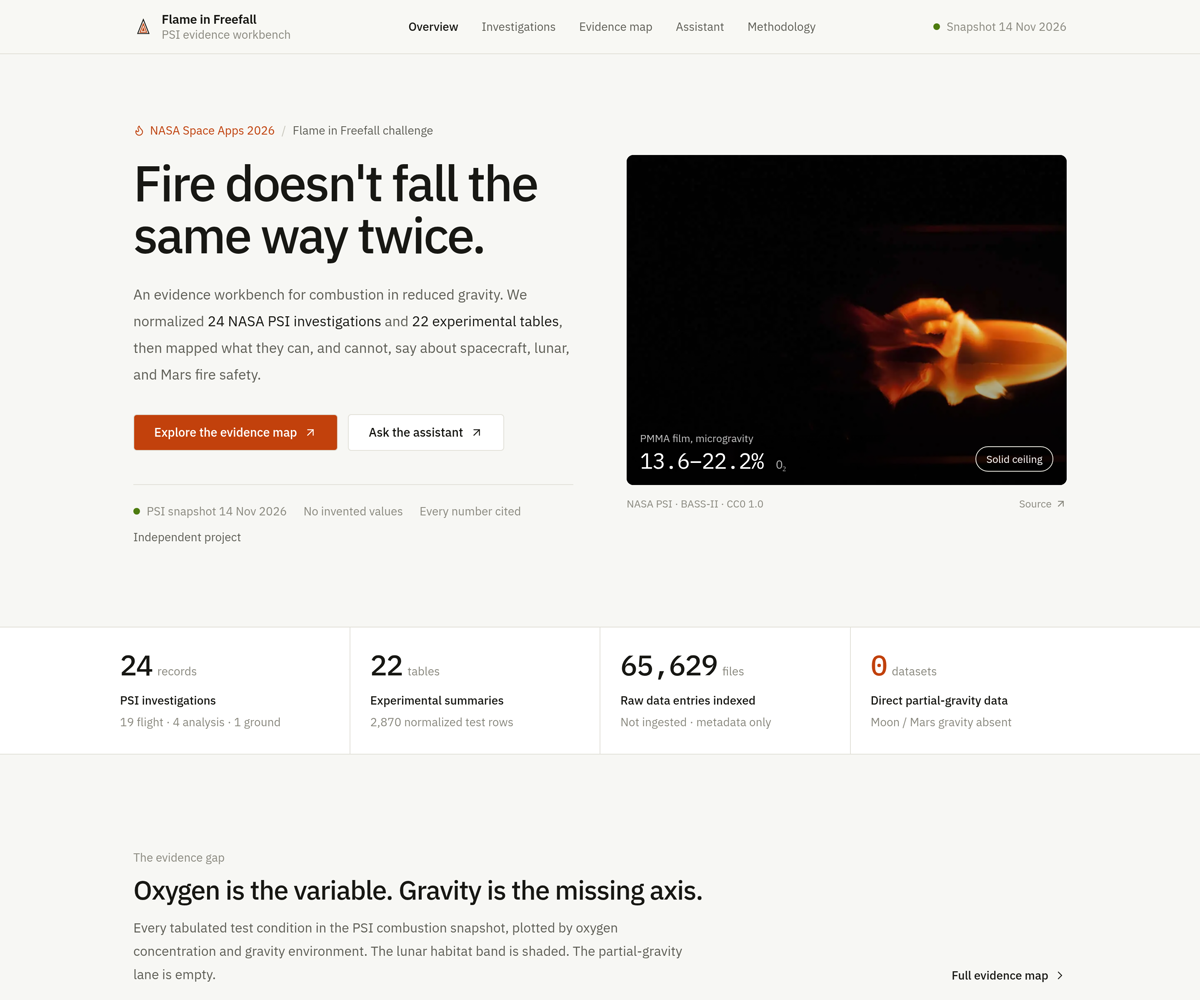 Flame in Freefall
PSI evidence workbench
Overview
Investigations
Evidence map
Assistant
Methodology
Snapshot 14 Nov 2026
NASA Space Apps 2026 / Flame in Freefall challenge
Fire doesn't fall the
same way twice.
An evidence workbench for combustion in reduced gravity. We
normalized 24 NASA PSI investigations and 22 experimental tables,
then mapped what they can, and cannot, say about spacecraft, lunar,
and Mars fire safety.
Explore the evidence map
Ask the assistant
PSI snapshot 14 Nov 2026
No invented values
Every number cited
Independent project
PMMA film, microgravity
13.6–22.2% O₂
Solid ceiling
NASA PSI · BASS-II · CC0 1.0
Source
24 records
PSI investigations
19 flight · 4 analysis · 1 ground
22 tables
Experimental summaries
2,870 normalized test rows
65,629 files
Raw data entries indexed
Not ingested · metadata only
0 datasets
Direct partial-gravity data
Moon / Mars gravity absent
The evidence gap
Oxygen is the variable. Gravity is the missing axis.
Every tabulated test condition in the PSI combustion snapshot, plotted by oxygen
concentration and gravity environment. The lunar habitat band is shaded. The partial-gravity
lane is empty.
Full evidence map